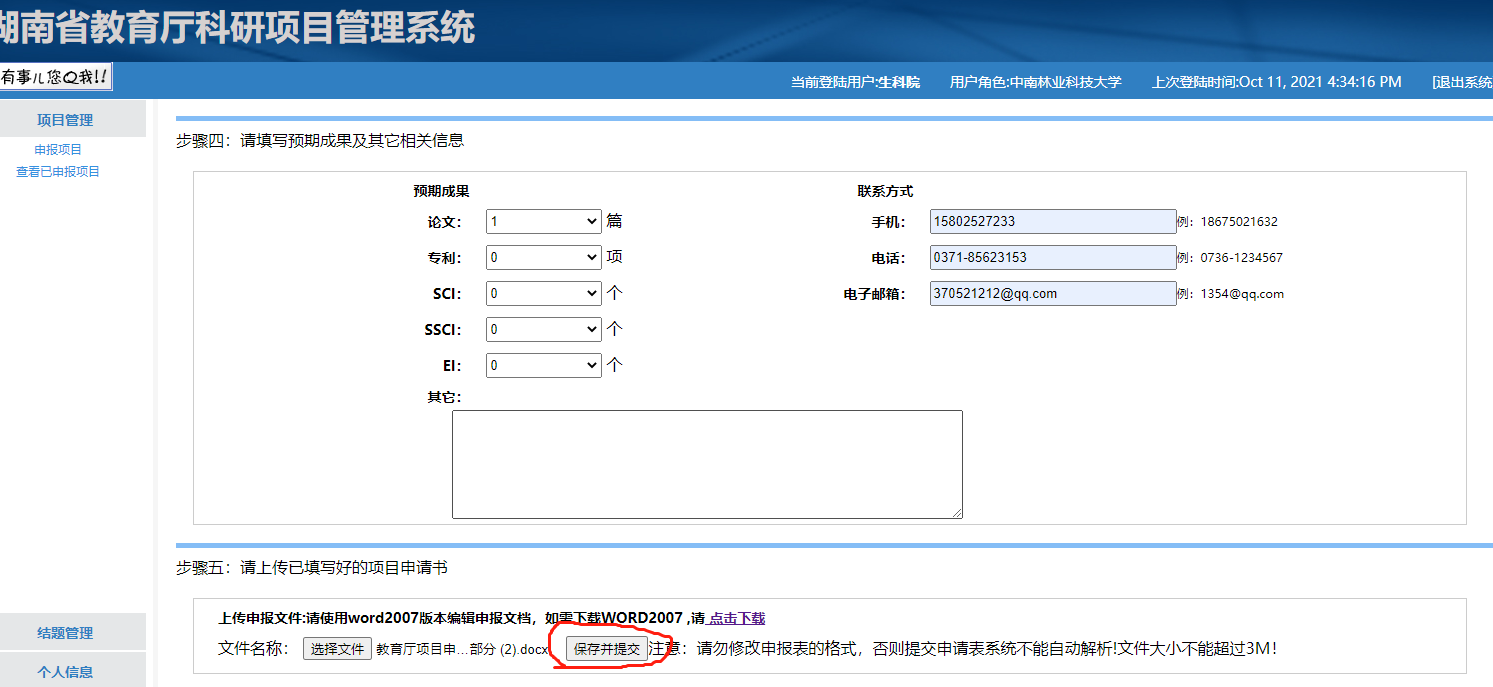 湖南省教育厅科研项目管理系统
有事儿您Q我!!
当前登陆用户:生科院 用户角色:中南林业科技大学 上次登陆时间:Oct 11, 2021 4:34:16 PM [退出系统
项目管理
申报项目
查看已申报项目
步骤四：请填写预期成果及其它相关信息
预期成果 联系方式
论文： 1 篇 手机： 15802527233 例：18675021632
专利： 0 项 电话： 0371-85623153 例：0736-1234567
SCI： 0 个 电子邮箱： 370521212@qq.com 例：1354@qq.com
SSCI： 0 个
EI： 0 个
其它：
步骤五：请上传已填写好的项目申请书
上传申报文件:请使用word2007版本编辑申报文档，如需下载WORD2007 ,请 点击下载
文件名称： 选择文件 教育厅项目申...部分 (2).docx 保存并提交 注意：请勿修改申报表的格式，否则提交申请表系统不能自动解析!文件大小不能超过3M！
结题管理
个人信息